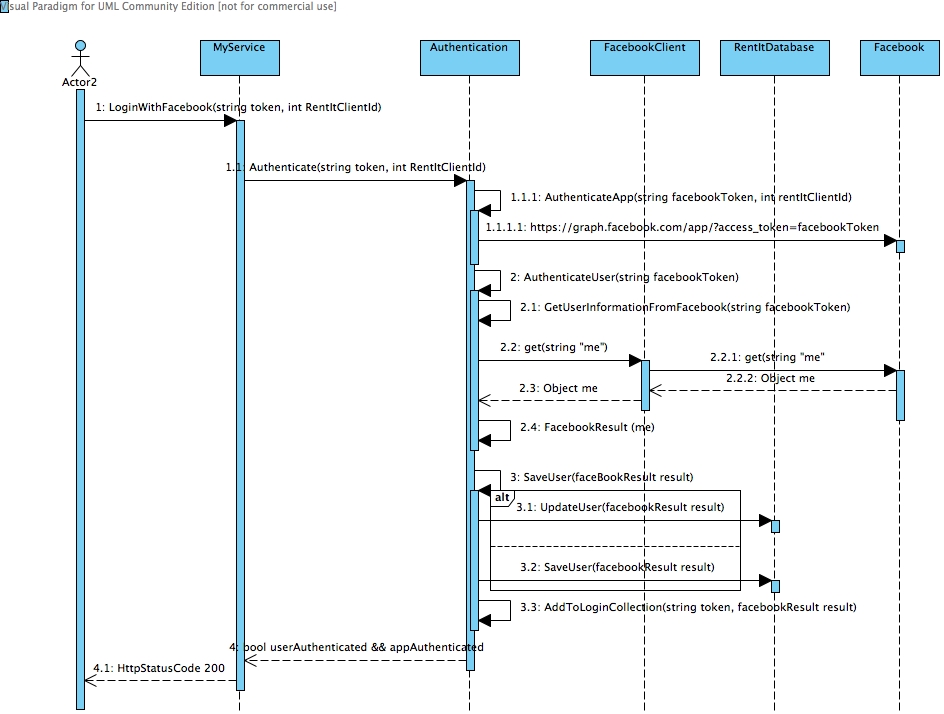 Visual Paradigm for UML Community Edition [not for commercial use]
MyService
Authentication
FacebookClient
RentItDatabase
Facebook
Actor2
1: LoginWithFacebook(string token, int RentItClientId)
1.1: Authenticate(string token, int RentItClientId)
1.1.1: AuthenticateApp(string facebookToken, int rentItClientId)
1.1.1.1: https://graph.facebook.com/app/?access_token=facebookToken
2: AuthenticateUser(string facebookToken)
2.1: GetUserInformationFromFacebook(string facebookToken)
2.2: get(string "me")
2.2.1: get(string "me"
2.2.2: Object me
2.3: Object me
2.4: FacebookResult (me)
3: SaveUser(faceBookResult result)
alt
3.1: UpdateUser(facebookResult result)
3.2: SaveUser(facebookResult result)
3.3: AddToLoginCollection(string token, facebookResult result)
4: bool userAuthenticated && appAuthenticated
4.1: HttpStatusCode 200